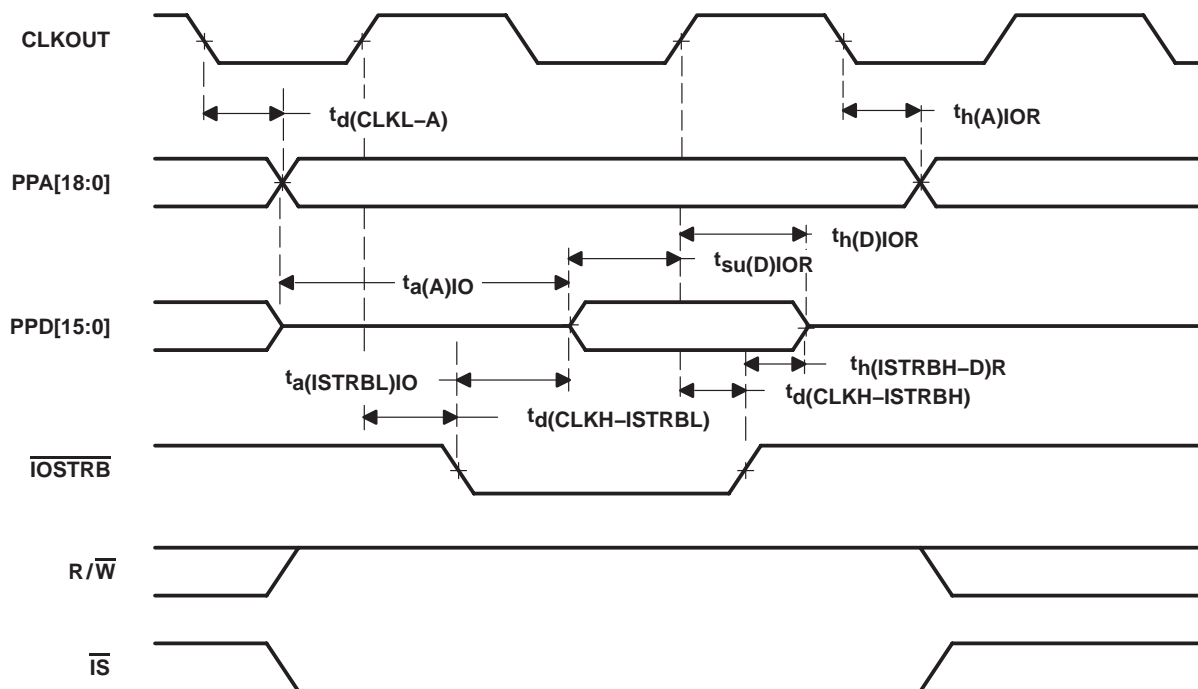 CLKOUT
td(CLKL–A)
th(A)IOR
PPA[18:0]
th(D)IOR
tsu(D)IOR
ta(A)IO
PPD[15:0]
th(ISTRBH–D)R
ta(ISTRBL)IO
td(CLKH–ISTRBH)
td(CLKH–ISTRBL)
IOSTRB
R/W
IS